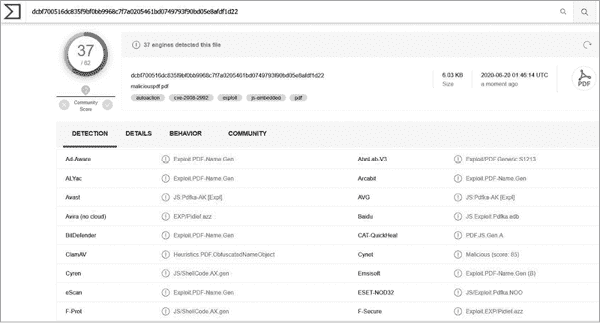 37
/ 62
Community
Score
37 engines detected this file
maliciouspdf.pdf
autoaction
exploit
js-embedded
pdf
6.03 KB
Size
2020-06-20 01:46:14 UTC
a moment ago
PDF
DETECTION DETAILS BEHAVIOR COMMUNITY
Ad-Aware Exploit.PDF-Name.Gen AhnLab-V3 Exploit/PDF.Generic.S1213
ALYac Exploit.PDF-Name.Gen Arcabit Exploit.PDF-Name.Gen
Avast JS:Pdfka-AK [Expl] AVG JS:Pdfka-AK [Expl]
Avira (no cloud) EXP/Pidief.azz Baidu JS.Exploit.Pdfka.adb
BitDefender Exploit.PDF-Name.Gen CAT-QuickHeal PDF.JS.Gen.A
ClamAV Heuristics.PDF.ObfuscatedNameObject Cynet Malicious (score: 85)
Cyren JS/ShellCode.AX.gen Emsisoft Exploit.PDF-Name.Gen (B)
eScan Exploit.PDF-Name.Gen ESET-NOD32 JS/Exploit.Pdfka.NOO
F-Prot JS/ShellCode.AX.gen F-Secure Exploit.EXP/Pidief.azz